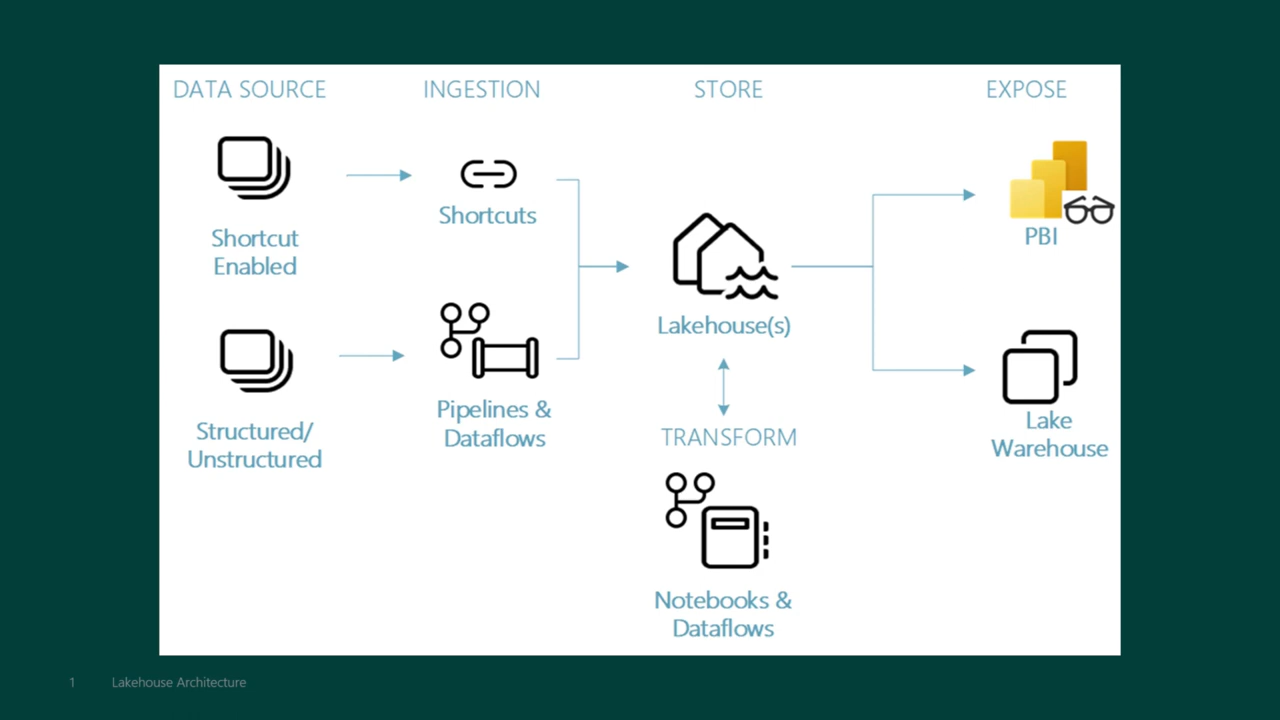 DATA SOURCE
INGESTION
STORE
EXPOSE
Shortcut
Enabled
Shortcuts
PBI
Structured/
Unstructured
Pipelines &
Dataflows
Lakehouse(s)
Lake
Warehouse
TRANSFORM
Notebooks &
Dataflows
1
Lakehouse Architecture